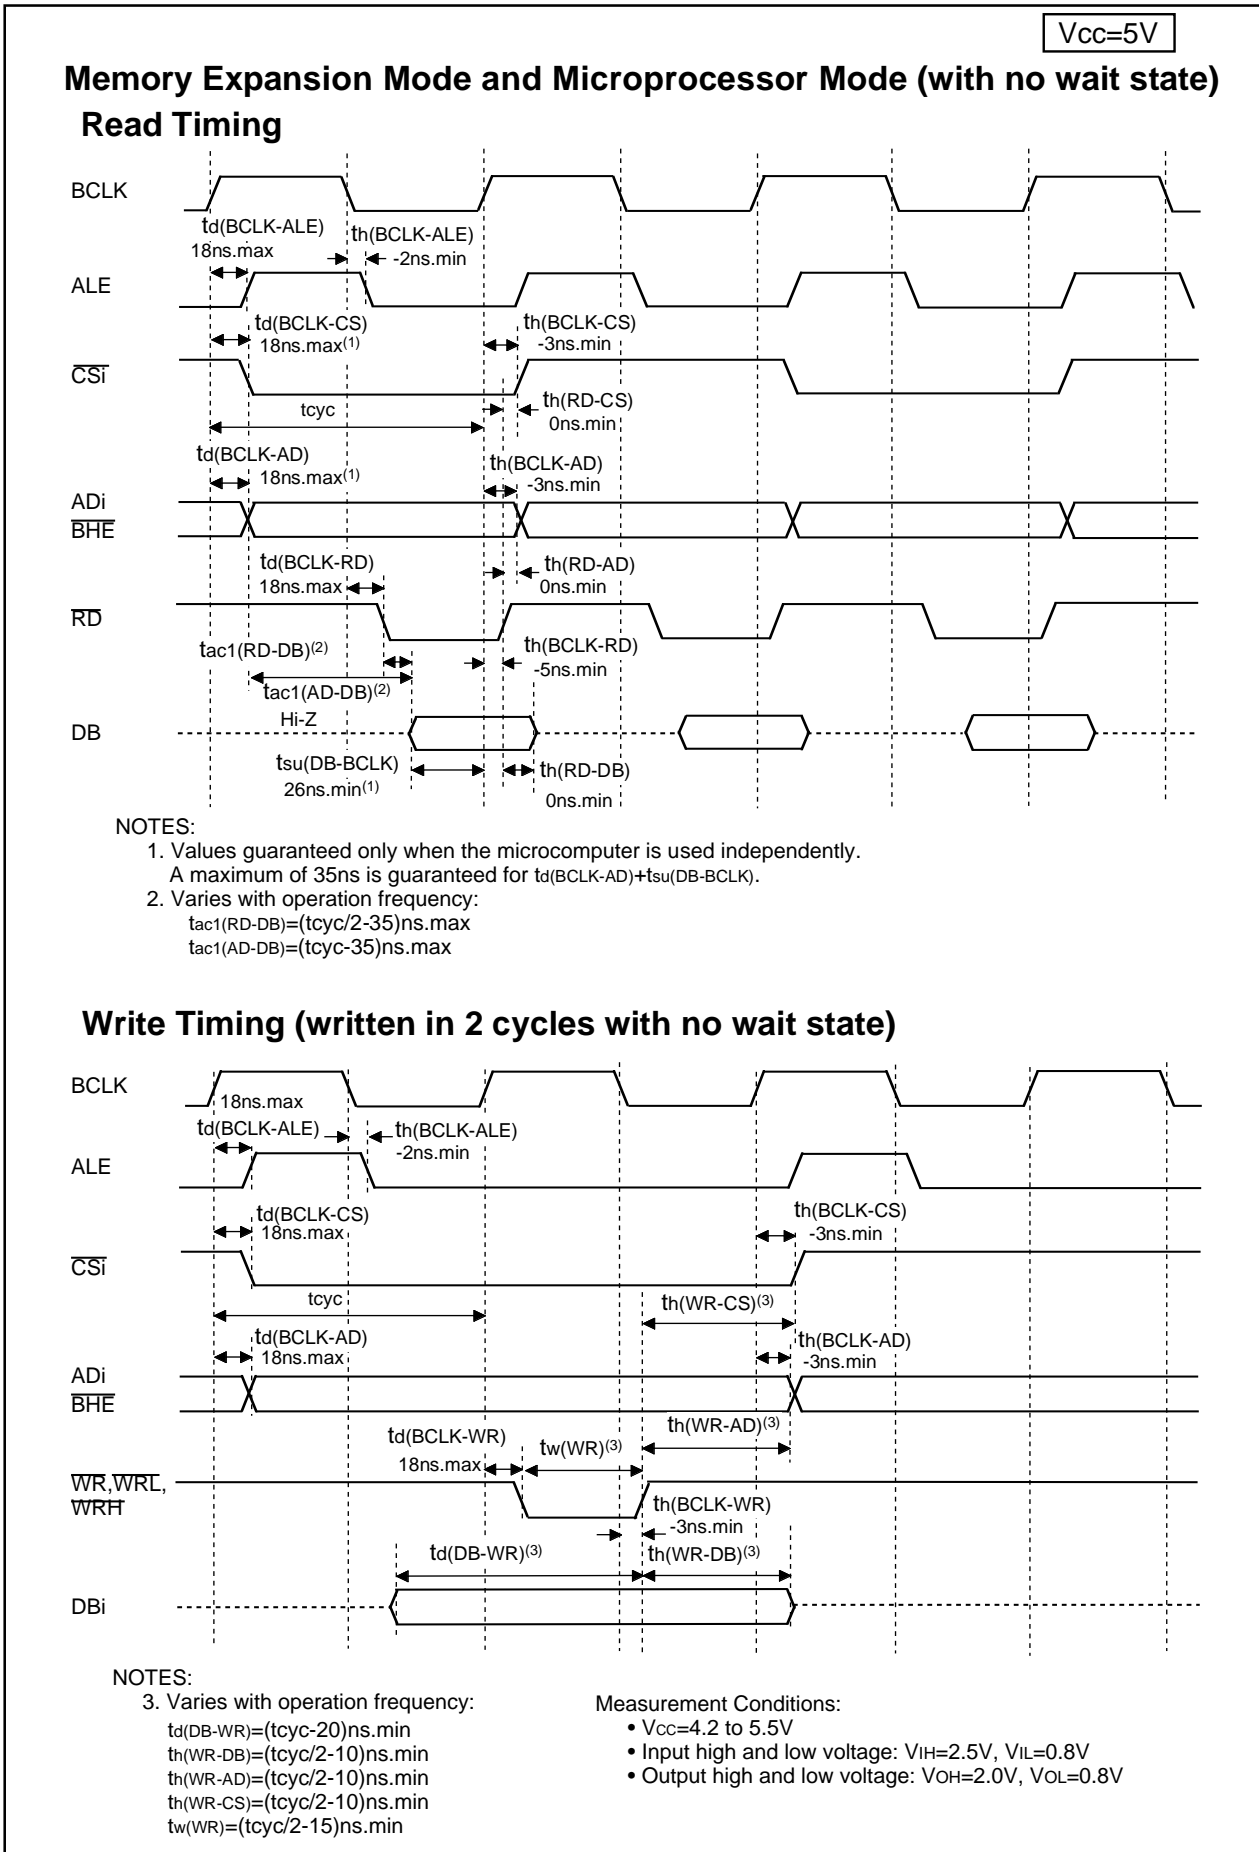 Vcc=5V
Memory Expansion Mode and Microprocessor Mode (with no wait state)
Read Timing
BCLK
td(BCLK-ALE)
18ns.max
th(BCLK-ALE)
-2ns.min
ALE
td(BCLK-CS)
18ns.max(1)
th(BCLK-CS)
-3ns.min
CSi
tcyc
th(RD-CS)
0ns.min
td(BCLK-AD)
18ns.max(1)
th(BCLK-AD)
-3ns.min
ADi
BHE
td(BCLK-RD)
18ns.max
th(RD-AD)
0ns.min
RD
tac1(RD-DB)(2)
th(BCLK-RD)
-5ns.min
tac1(AD-DB)(2)
Hi-Z
DB
tsu(DB-BCLK)
26ns.min(1)
th(RD-DB)
0ns.min
NOTES:
1. Values guaranteed only when the microcomputer is used independently.
A maximum of 35ns is guaranteed for td(BCLK-AD)+tsu(DB-BCLK).
2. Varies with operation frequency:
tac1(RD-DB)=(tcyc/2-35)ns.max
tac1(AD-DB)=(tcyc-35)ns.max
Write Timing (written in 2 cycles with no wait state)
BCLK
18ns.max
td(BCLK-ALE)
th(BCLK-ALE)
-2ns.min
ALE
td(BCLK-CS)
18ns.max
th(BCLK-CS)
-3ns.min
CSi
tcyc
th(WR-CS)(3)
td(BCLK-AD)
18ns.max
th(BCLK-AD)
-3ns.min
ADi
BHE
td(BCLK-WR)
18ns.max
tw(WR)(3)
th(WR-AD)(3)
WR,WRL,
WRH
th(BCLK-WR)
-3ns.min
td(DB-WR)(3)
th(WR-DB)(3)
DBi
NOTES:
3. Varies with operation frequency:
td(DB-WR)=(tcyc-20)ns.min
th(WR-DB)=(tcyc/2-10)ns.min
th(WR-AD)=(tcyc/2-10)ns.min
th(WR-CS)=(tcyc/2-10)ns.min
tw(WR)=(tcyc/2-15)ns.min
Measurement Conditions:
• VCC=4.2 to 5.5V
• Input high and low voltage: VIH=2.5V, VIL=0.8V
• Output high and low voltage: VOH=2.0V, VOL=0.8V